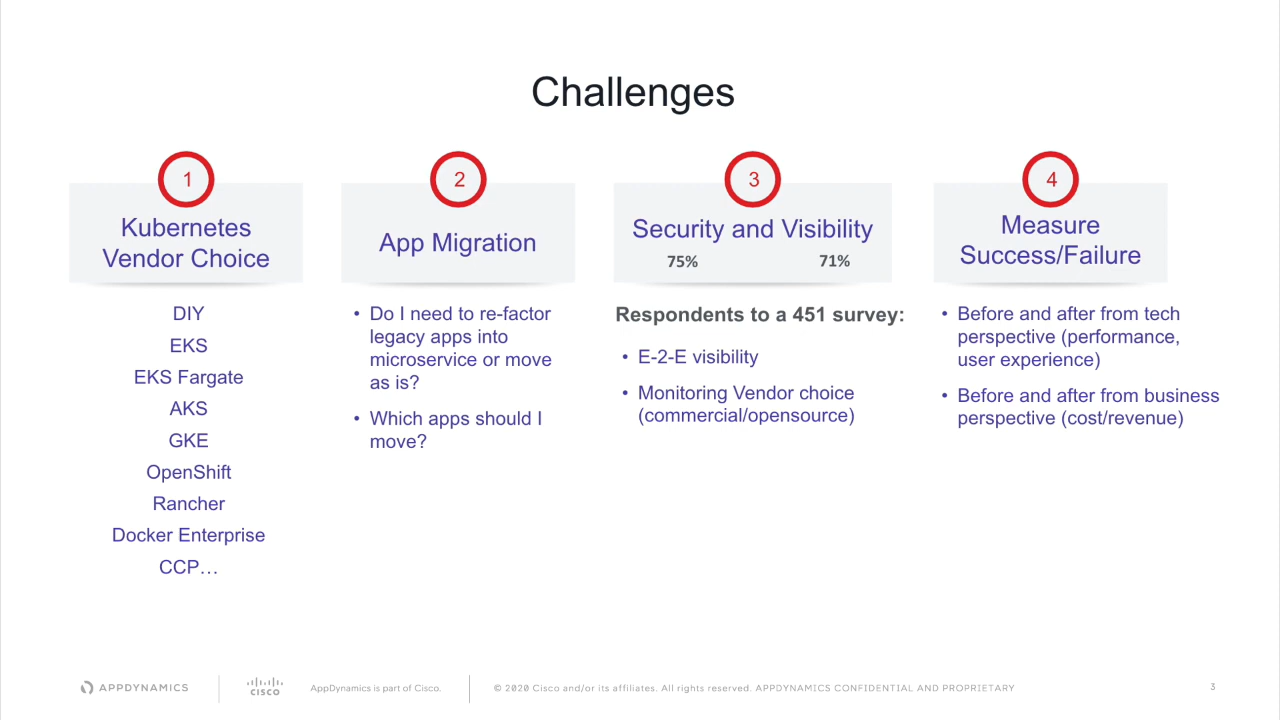 Challenges
1
Kubernetes
Vendor Choice
DIY
EKS
EKS Fargate
AKS
GKE
OpenShift
Rancher
Docker Enterprise
CCP…
2
App Migration
• Do I need to re-factor
legacy apps into
microservice or move
as is?
• Which apps should I
move?
3
Security and Visibility
75% 71%
Respondents to a 451 survey:
• E-2-E visibility
• Monitoring Vendor choice
(commercial/opensource)
4
Measure
Success/Failure
• Before and after from tech
perspective (performance,
user experience)
• Before and after from business
perspective (cost/revenue)
APPDYNAMICS
CISCO
AppDynamics is part of Cisco.
© 2020 Cisco and/or its affiliates. All rights reserved. APPDYNAMICS CONFIDENTIAL AND PROPRIETARY
3